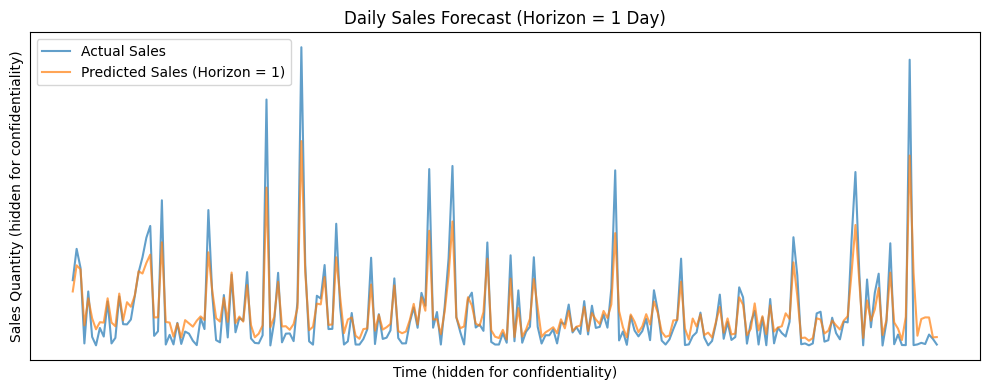 Daily Sales Forecast (Horizon = 1 Day)
Actual Sales
Predicted Sales (Horizon = 1)
Sales Quantity (hidden for confidentiality)
Time (hidden for confidentiality)